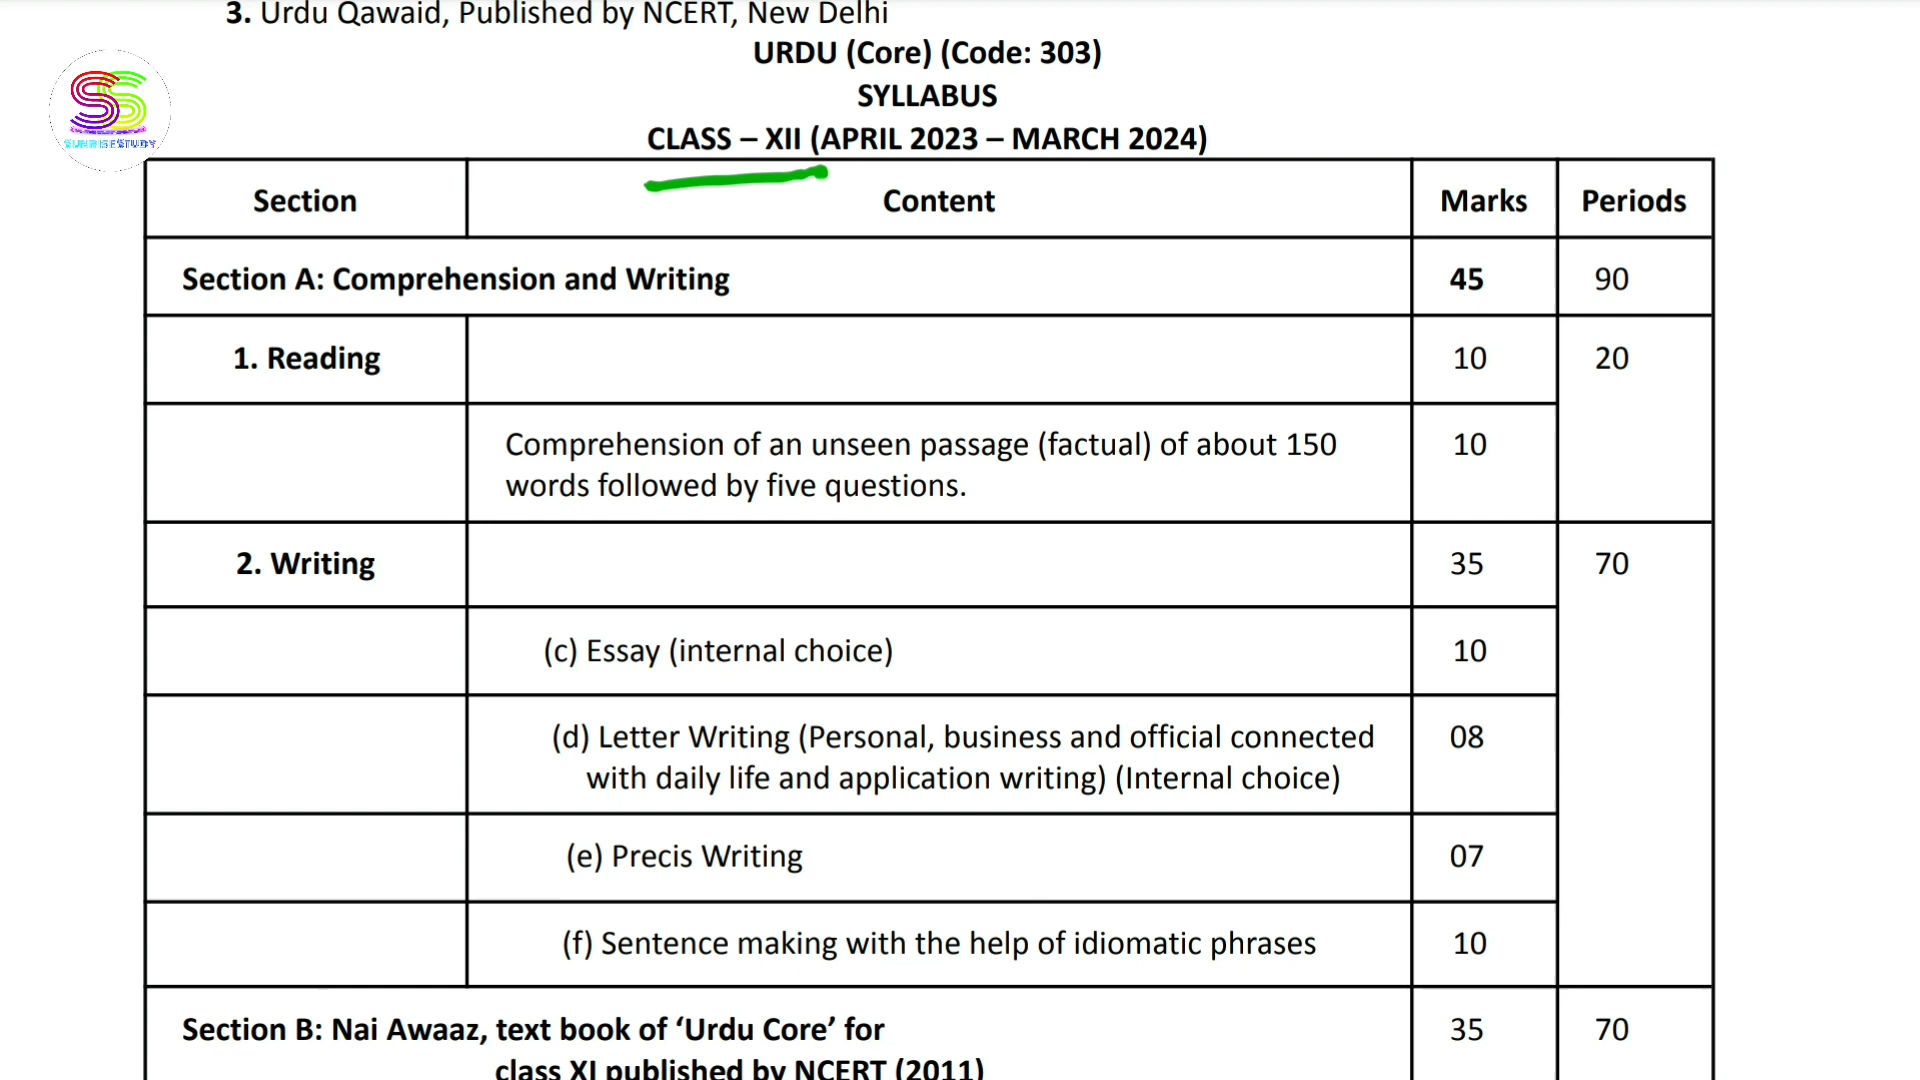 3. Urdu Qawaid, Published by NCERT, New Delhi
URDU (Core) (Code: 303)
SYLLABUS
CLASS – XII (APRIL 2023 – MARCH 2024)
SS
SUNRISE STUDY
Section Content Marks Periods
Section A: Comprehension and Writing 45 90
1. Reading 10 20
Comprehension of an unseen passage (factual) of about 150 10
words followed by five questions.
2. Writing 35 70
(c) Essay (internal choice) 10
(d) Letter Writing (Personal, business and official connected 08
with daily life and application writing) (Internal choice)
(e) Precis Writing 07
(f) Sentence making with the help of idiomatic phrases 10
Section B: Nai Awaaz, text book of ‘Urdu Core’ for 35 70
class XI published by NCERT (2011)